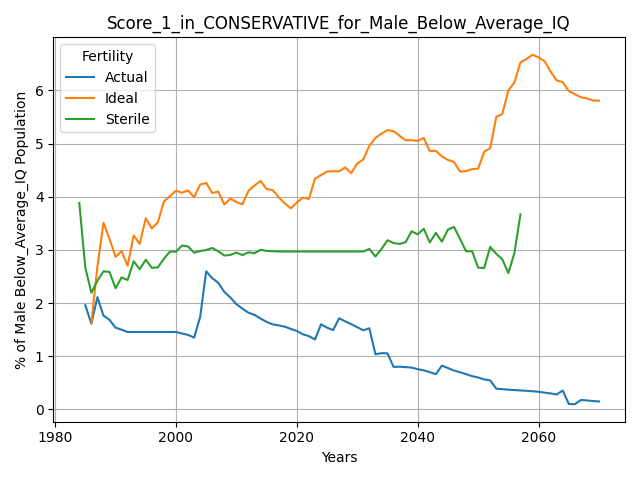 Score_1_in_CONSERVATIVE_for_Male_Below_Average_IQ
Fertility
Actual
Ideal
Sterile
% of Male Below_Average_IQ Population
6
5
4
3
2
1
0
1980
2000
2020
2040
2060
Years